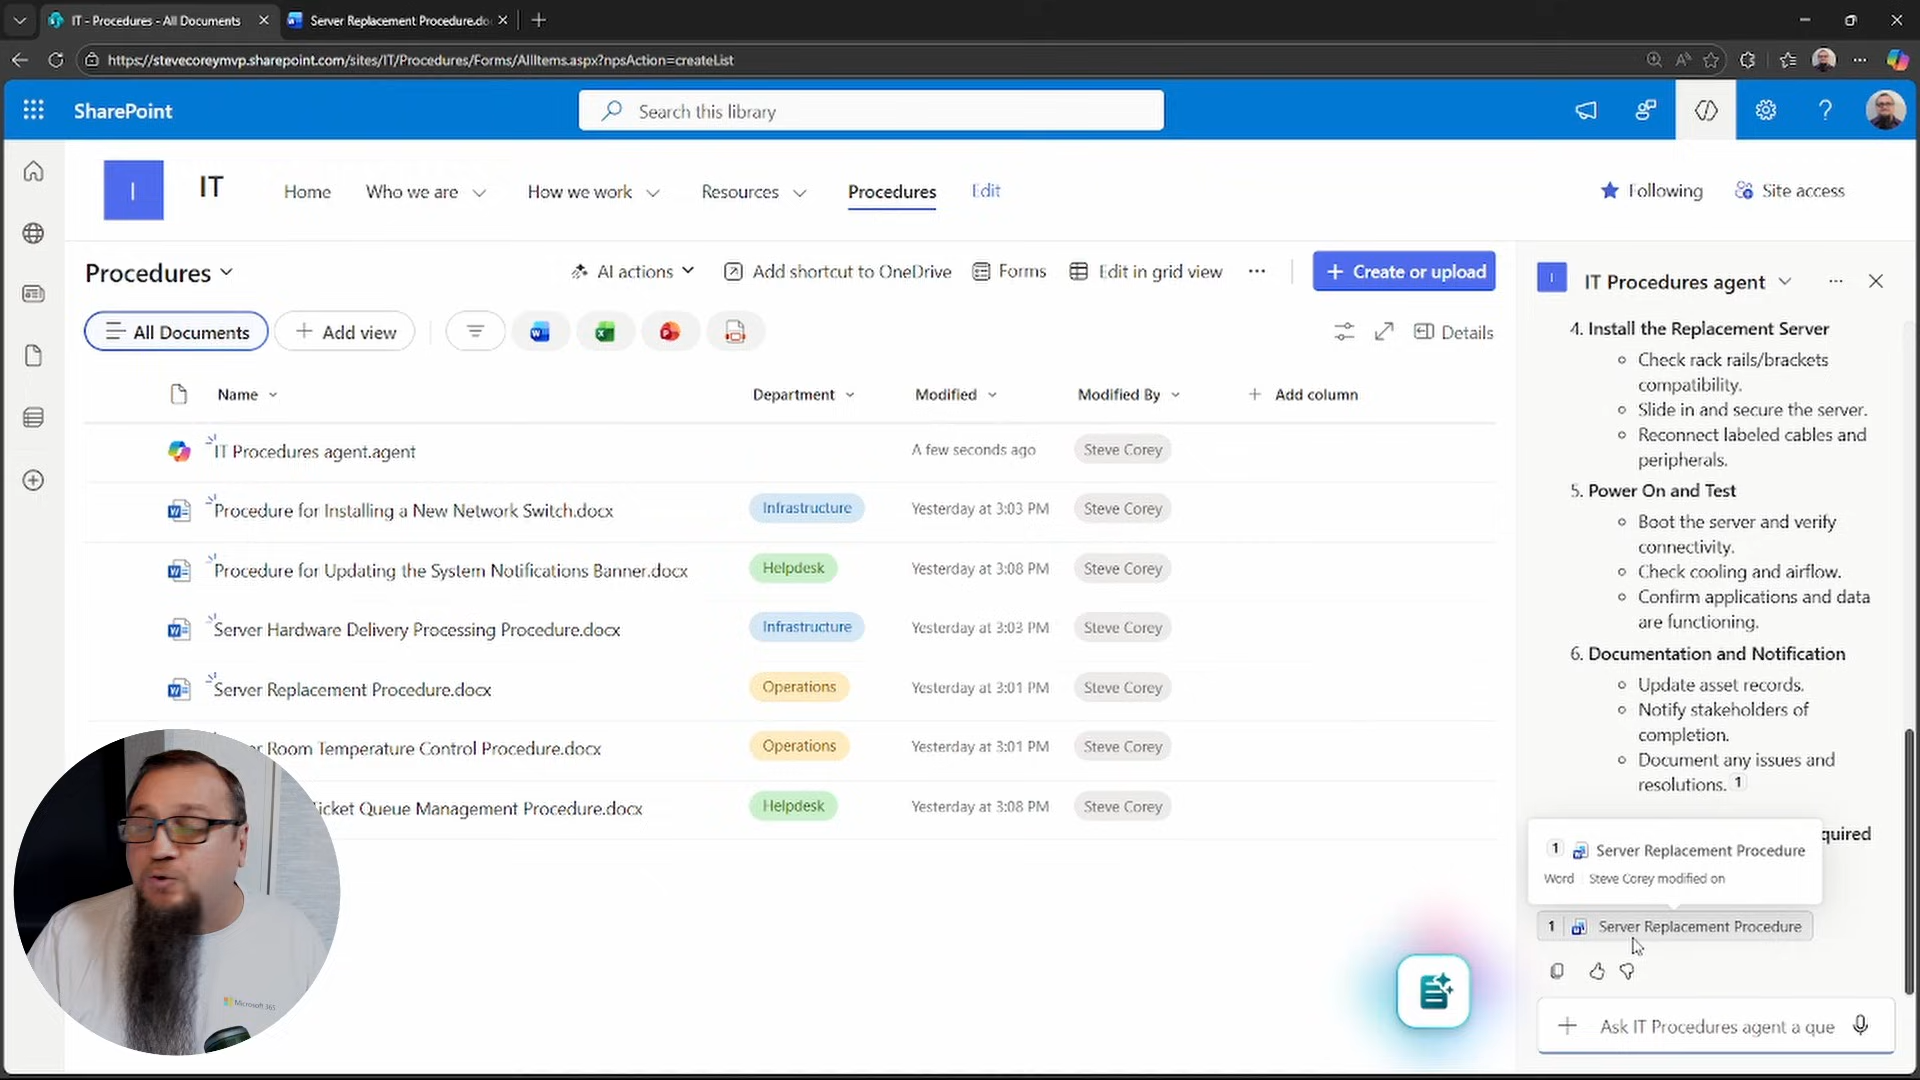 IT - Procedures - All Documents
Server Replacement Procedure.do
https://stevecoreymvp.sharepoint.com/sites/IT/Procedures/Forms/AllItems.aspx?npsAction=createList
SharePoint
Search this library
I
IT
Home
Who we are
How we work
Resources
Procedures
Edit
Following
Site access
Procedures
AI actions
Add shortcut to OneDrive
Forms
Edit in grid view
Create or upload
All Documents
Add view
Details
Name
Department
Modified
Modified By
Add column
IT Procedures agent.agent
A few seconds ago
Steve Corey
Procedure for Installing a New Network Switch.docx
Infrastructure
Yesterday at 3:03 PM
Steve Corey
Procedure for Updating the System Notifications Banner.docx
Helpdesk
Yesterday at 3:08 PM
Steve Corey
Server Hardware Delivery Processing Procedure.docx
Infrastructure
Yesterday at 3:03 PM
Steve Corey
Server Replacement Procedure.docx
Operations
Yesterday at 3:01 PM
Steve Corey
Room Temperature Control Procedure.docx
Operations
Yesterday at 3:01 PM
Steve Corey
icket Queue Management Procedure.docx
Helpdesk
Yesterday at 3:08 PM
Steve Corey
Microsoft 365
I
IT Procedures agent
4. Install the Replacement Server
Check rack rails/brackets
compatibility.
Slide in and secure the server.
Reconnect labeled cables and
peripherals.
5. Power On and Test
Boot the server and verify
connectivity.
Check cooling and airflow.
Confirm applications and data
are functioning.
6. Documentation and Notification
Update asset records.
Notify stakeholders of
completion.
Document any issues and
resolutions. 1
quired
1 Server Replacement Procedure
Word Steve Corey modified on
1 Server Replacement Procedure
Ask IT Procedures agent a que